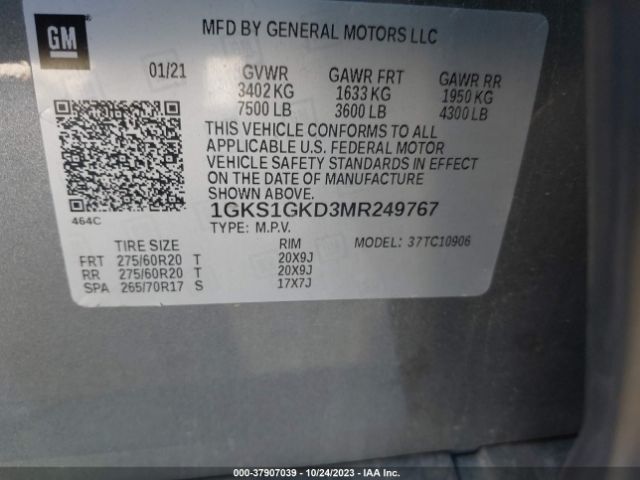 GM
MFD BY GENERAL MOTORS LLC
01/21 GVWR GAWR FRT GAWR RR
3402 KG 1633 KG 1950 KG
7500 LB 3600 LB 4300 LB
THIS VEHICLE CONFORMS TO ALL
APPLICABLE U.S. FEDERAL MOTOR
VEHICLE SAFETY STANDARDS IN EFFECT
ON THE DATE OF MANUFACTURE
SHOWN ABOVE.
1GKS1GKD3MR249767
464C
TYPE: M.P.V.
TIRE SIZE RIM MODEL: 37TC10906
FRT 275/60R20 T 20X9J
RR 275/60R20 T 20X9J
SPA 265/70R17 S 17X7J
000-37907039 | 10/24/2023 | IAA Inc.